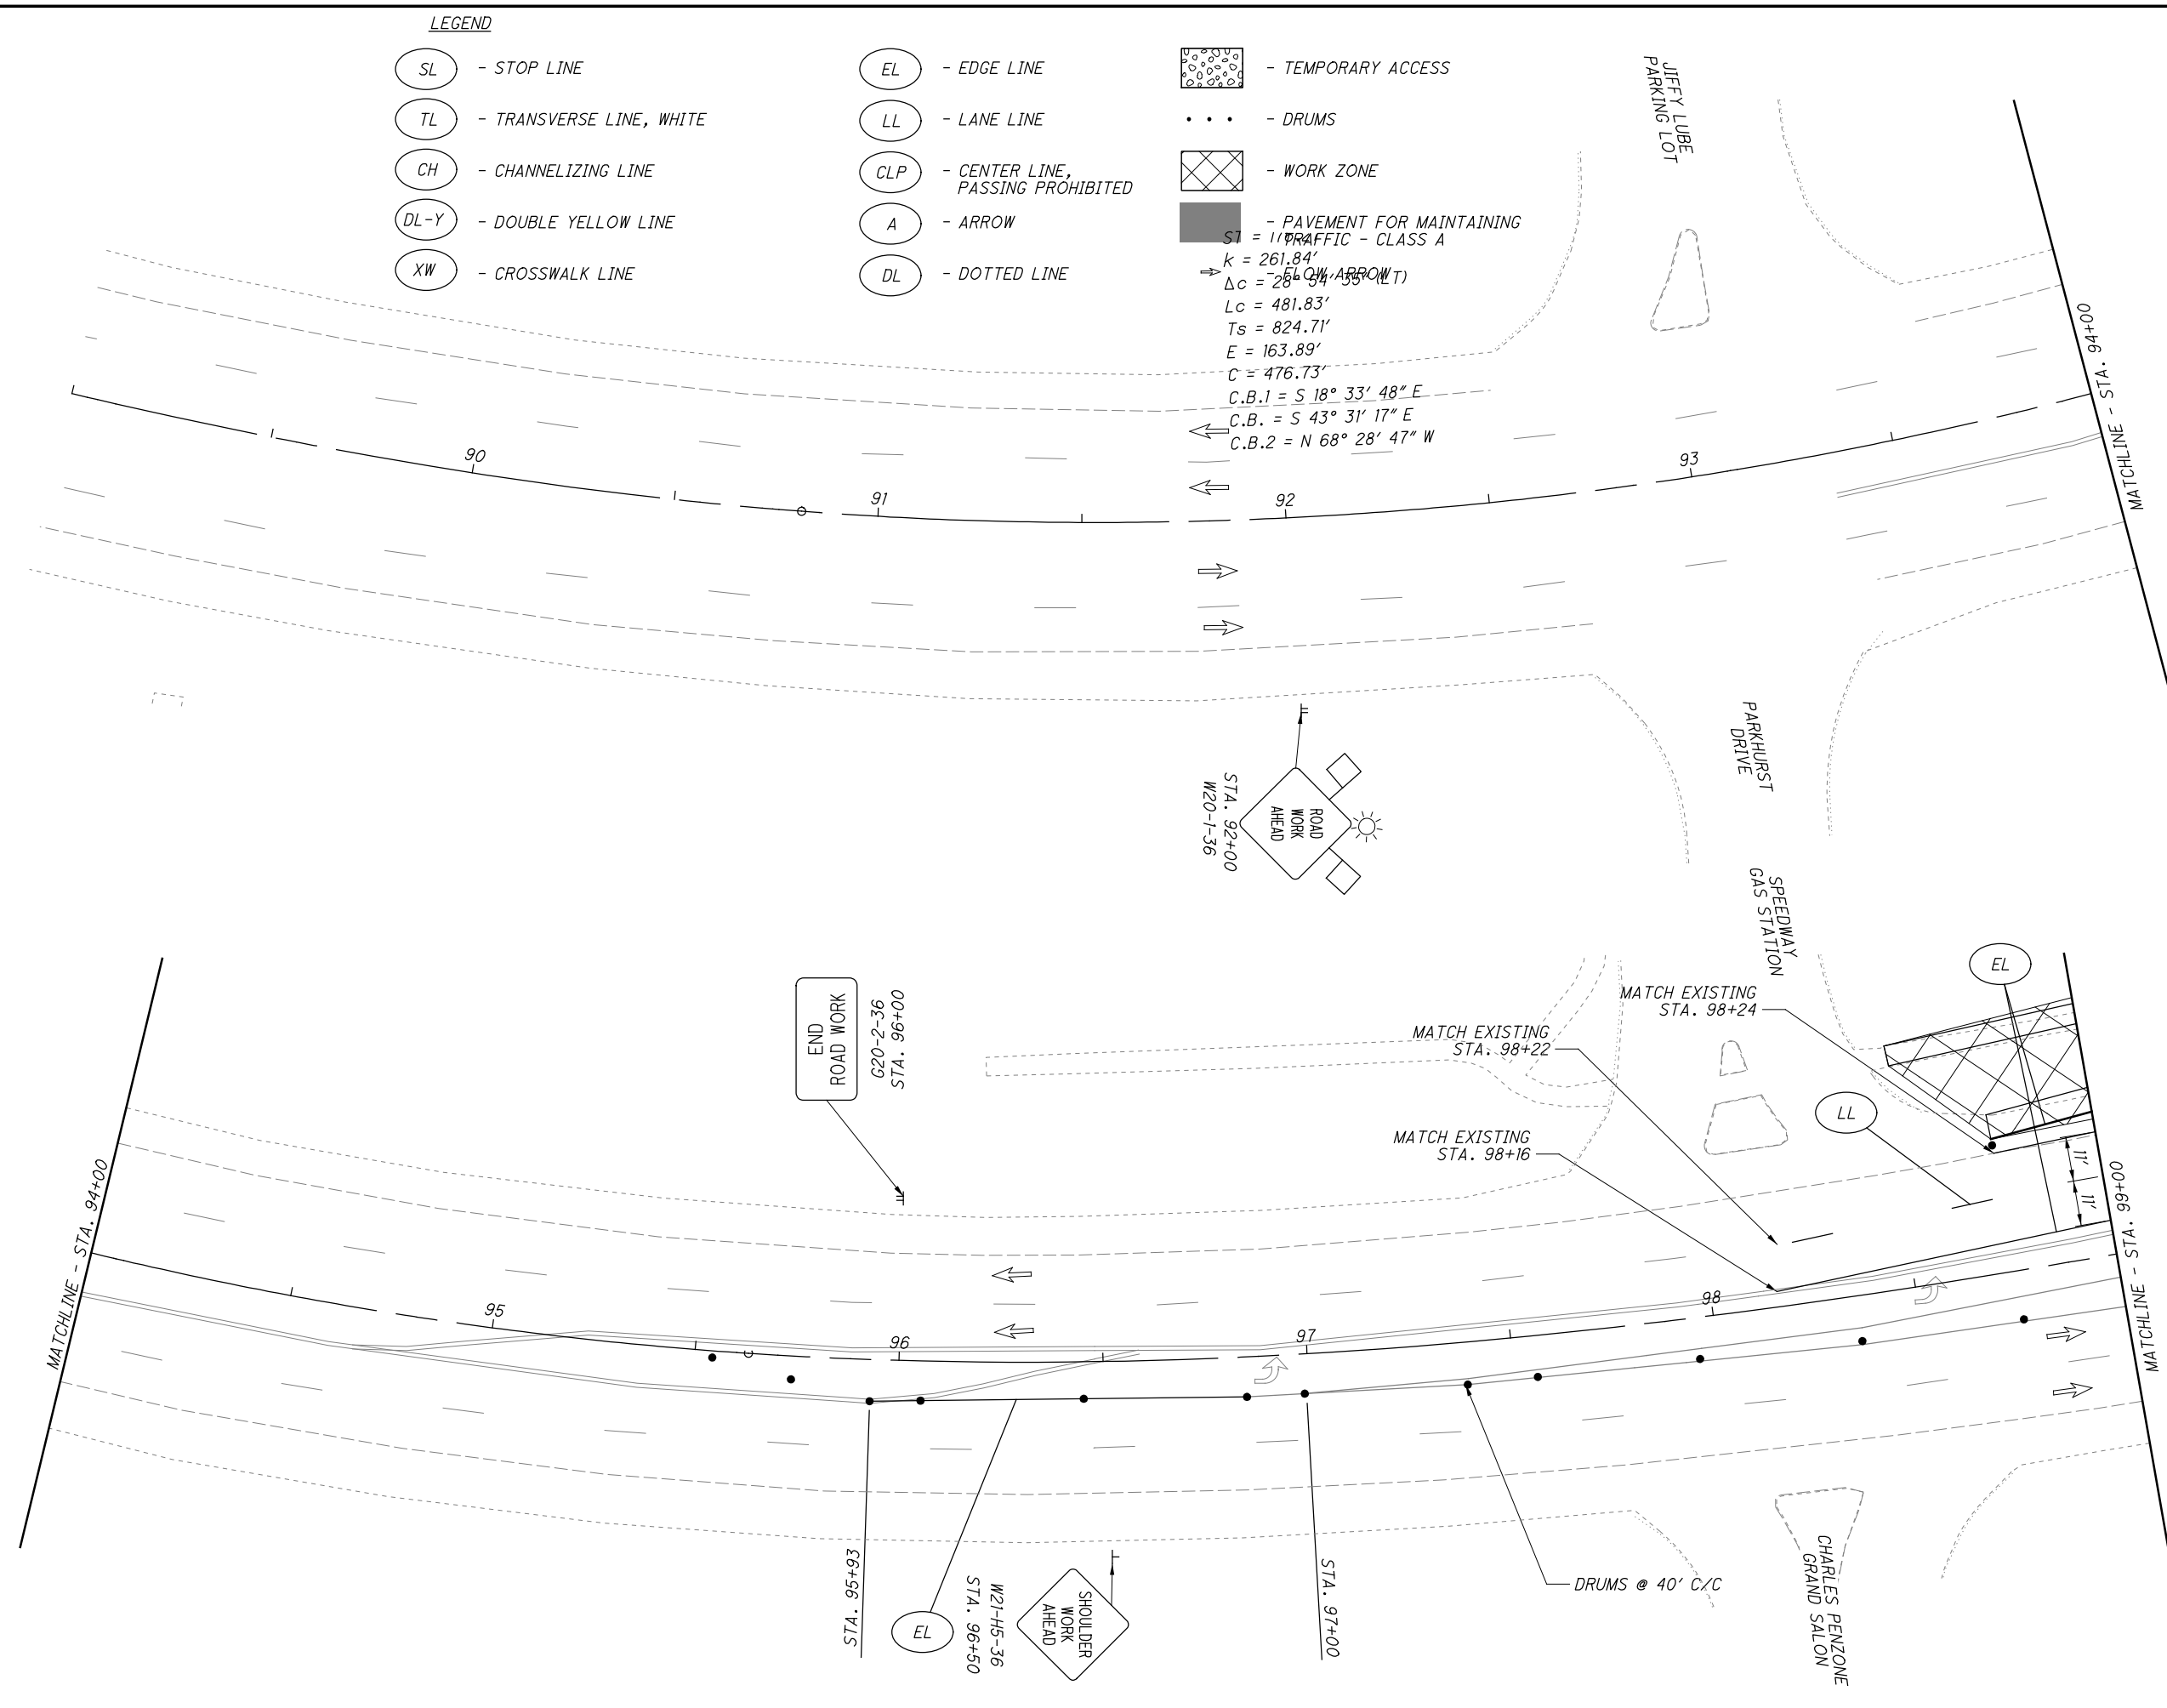 LEGEND
SL - STOP LINE
TL - TRANSVERSE LINE, WHITE
CH - CHANNELIZING LINE
DL-Y - DOUBLE YELLOW LINE
XW - CROSSWALK LINE
EL - EDGE LINE
LL - LANE LINE
CLP - CENTER LINE,
PASSING PROHIBITED
A - ARROW
DL - DOTTED LINE
- TEMPORARY ACCESS
- DRUMS
- WORK ZONE
- PAVEMENT FOR MAINTAINING
TRAFFIC - CLASS A
- FLOW ARROW
ST =
k = 261.84'
Δc = 28° 54' 35" (LT)
Lc = 481.83'
Ts = 824.71'
E = 163.89'
C = 476.73'
C.B.1 = S 18° 33' 48" E
C.B. = S 43° 31' 17" E
C.B.2 = N 68° 28' 47" W
JIFFY LUBE
PARKING LOT
MATCHLINE - STA. 94+00
90
91
92
93
PARKHURST
DRIVE
ROAD
WORK
AHEAD
STA. 92+00
W20-1-36
SPEEDWAY
GAS STATION
END
ROAD WORK
G20-2-36
STA. 96+00
MATCH EXISTING
STA. 98+24
MATCH EXISTING
STA. 98+22
MATCH EXISTING
STA. 98+16
EL
LL
11'
11'
MATCHLINE - STA. 94+00
MATCHLINE - STA. 99+00
95
96
97
98
STA. 95+93
EL
W21-H5-36
STA. 96+50
SHOULDER
WORK
AHEAD
STA. 97+00
DRUMS @ 40' C/C
CHARLES PENZONE
GRAND SALON